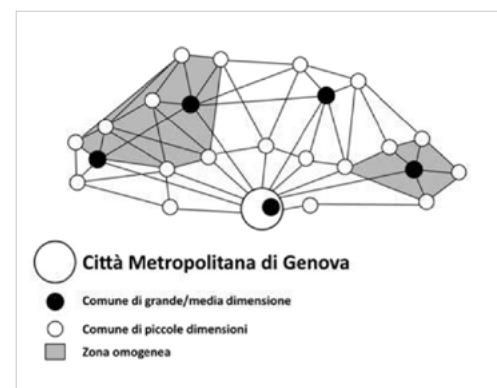 Città Metropolitana di Genova
Comune di grande/media dimensione
Comune di piccole dimensioni
Zona omogenea